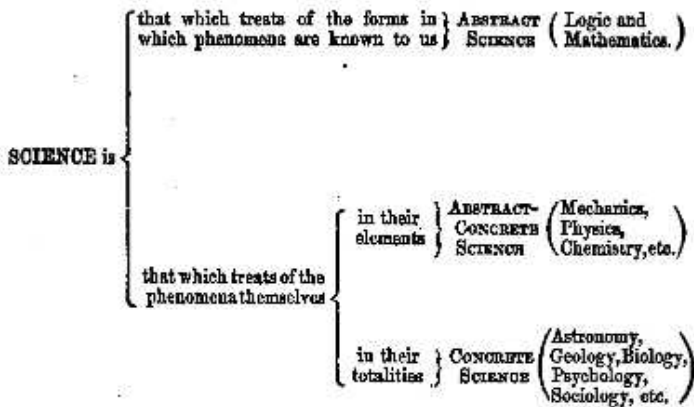 that which treats of the forms in
which phenomena are known to us } ABSTRACT SCIENCE ( Logic and
Mathematics. )
SCIENCE is
in their
elements } ABSTRACT-
CONCRETE
SCIENCE ( Mechanics,
Physics,
Chemistry, etc. )
that which treats of the
phenomena themselves
in their
totalities } CONCRETE
SCIENCE ( Astronomy,
Geology, Biology,
Psychology,
Sociology, etc. )